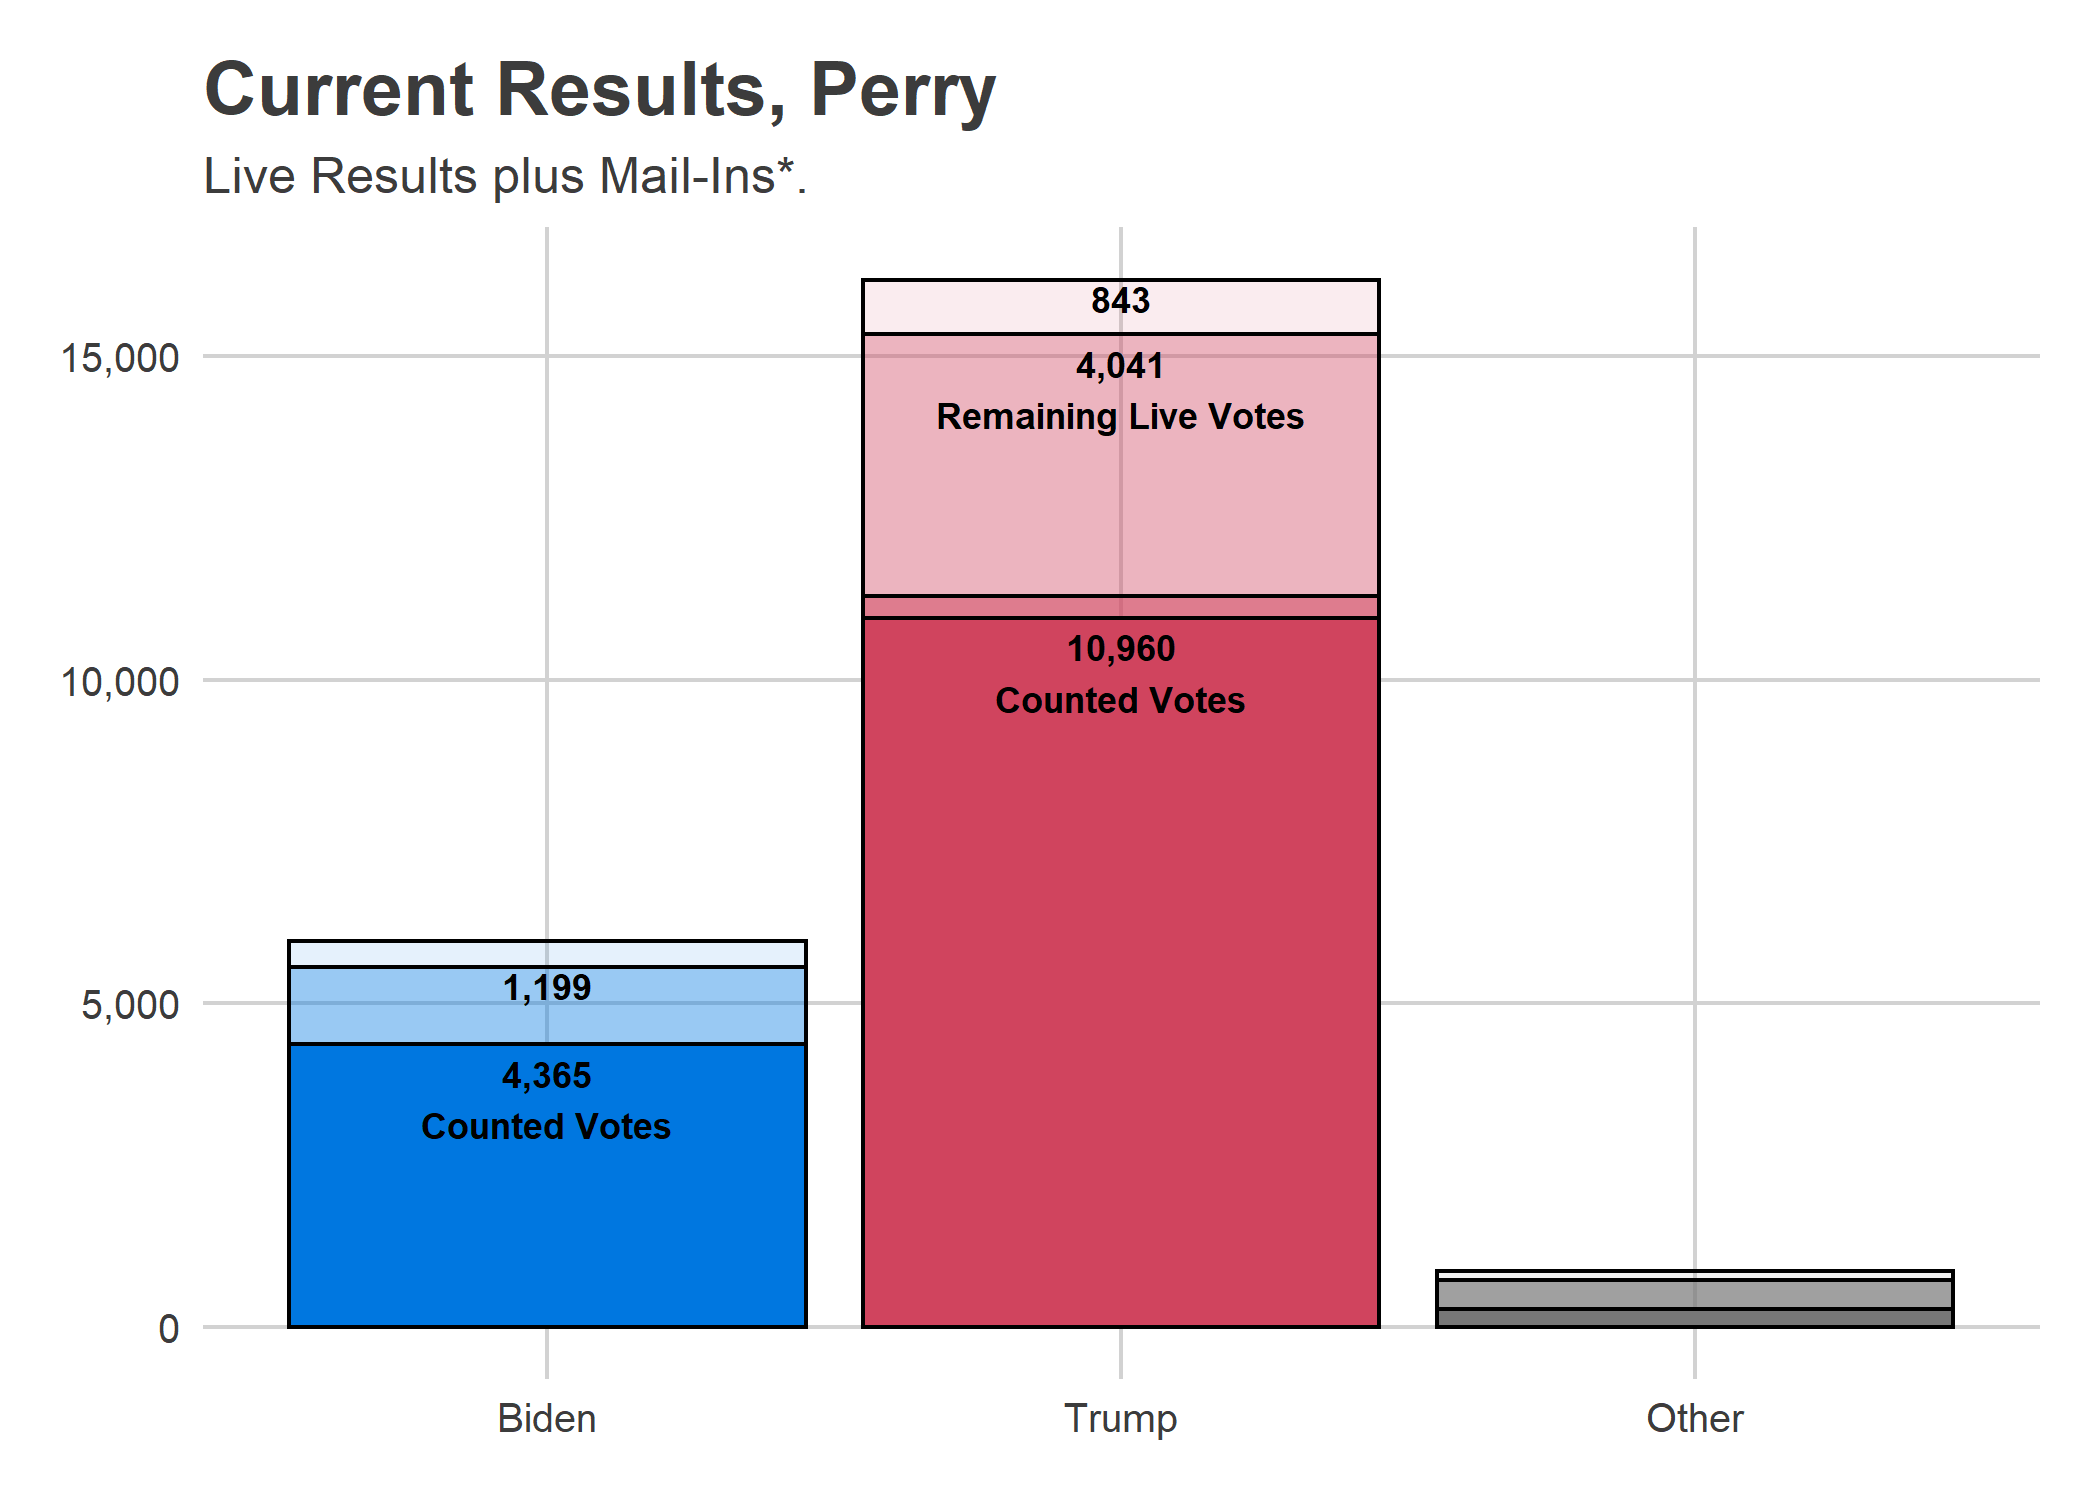 Current Results, Perry
Live Results plus Mail-Ins*.
15,000
10,000
5,000
0
843
4,041
Remaining Live Votes
10,960
Counted Votes
1,199
4,365
Counted Votes
Biden
Trump
Other